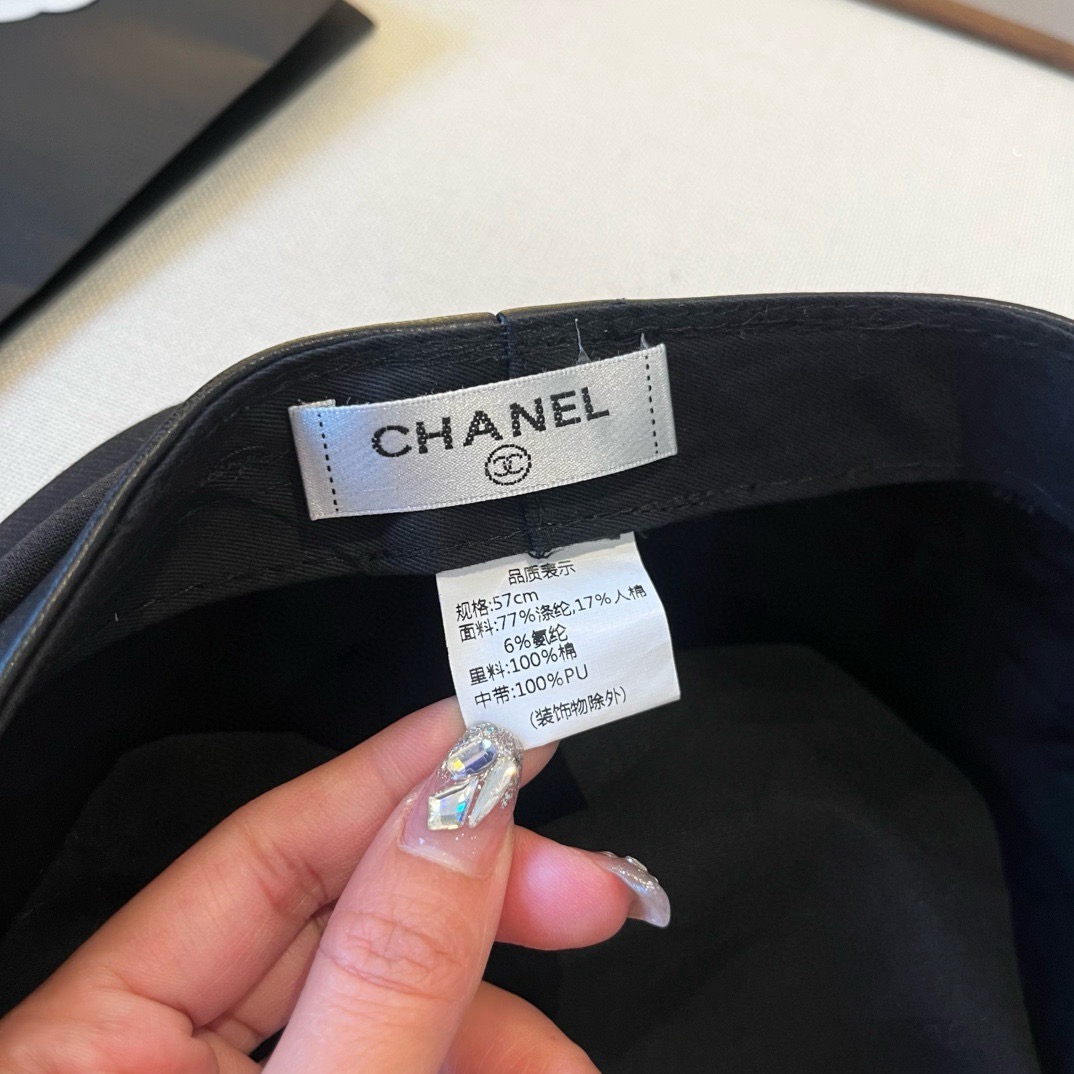 CHANEL
品质表示
规格:57cm
面料:77%涤纶,17%人棉
6%氨纶
里料:100%棉
中带:100%PU
(装饰物除外)